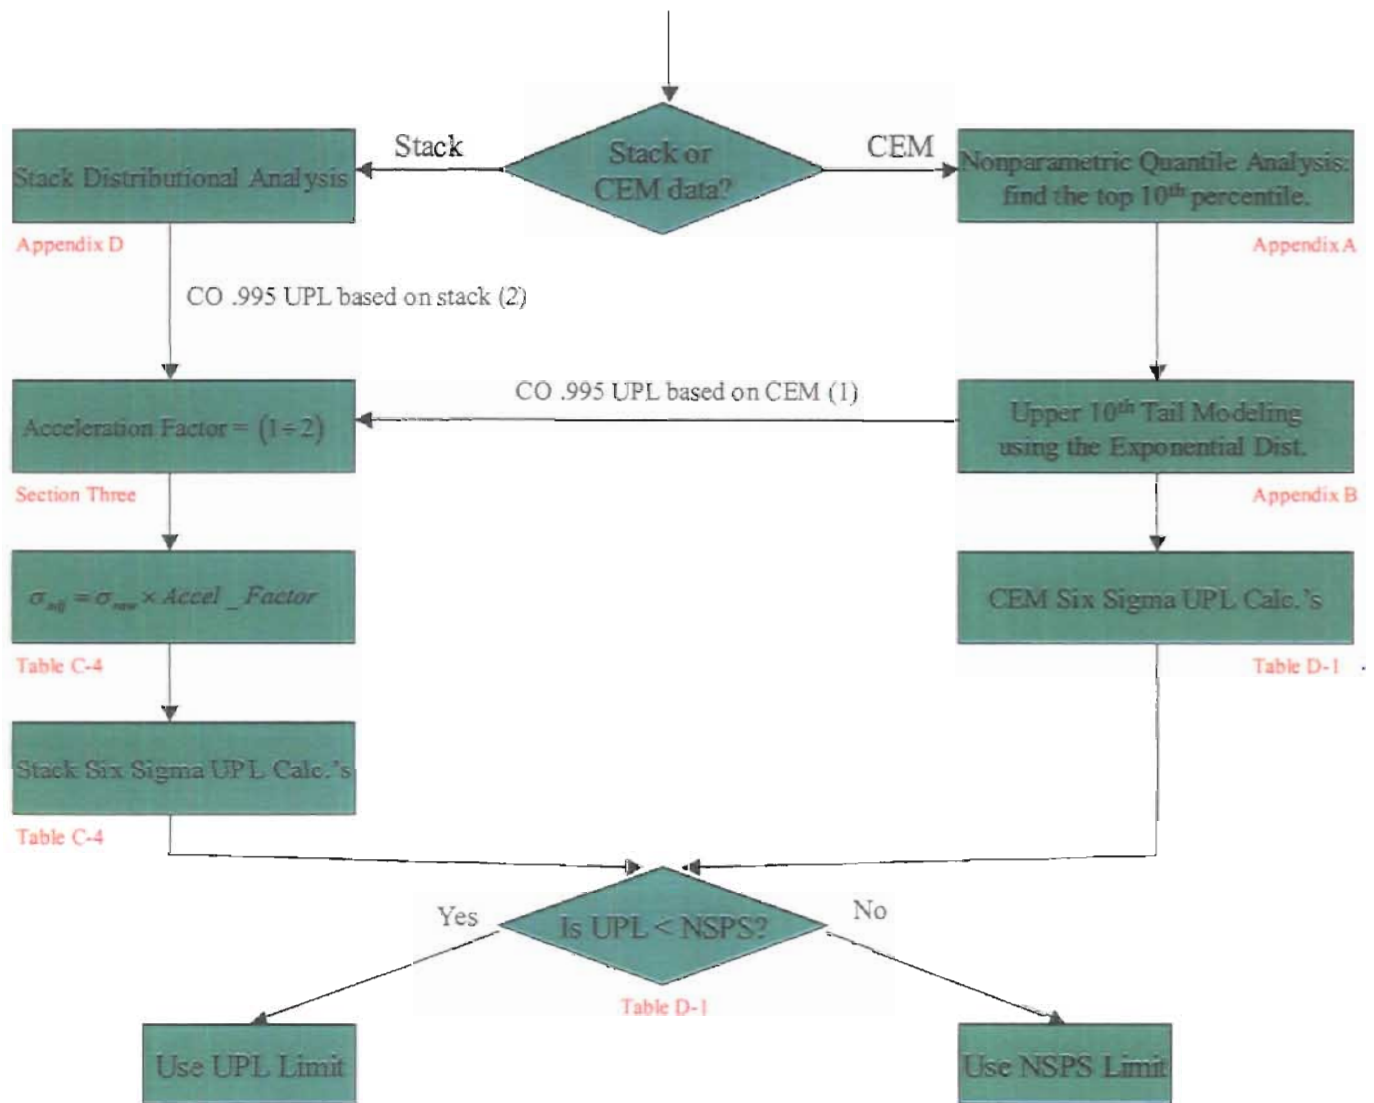 Stack or
CEM data?
Stack
CEM
Stack Distributional Analysis
Appendix D
Nonparametric Quantile Analysis:
find the top 10th percentile.
Appendix A
CO .995 UPL based on stack (2)
CO .995 UPL based on CEM (1)
Acceleration Factor = (1÷2)
Section Three
Upper 10th Tail Modeling
using the Exponential Dist.
Appendix B
σadj = σraw × Accel _ Factor
Table C-4
CEM Six Sigma UPL Calc.'s
Table D-1
Stack Six Sigma UPL Calc.'s
Table C-4
Is UPL < NSPS?
Yes
No
Table D-1
Use UPL Limit
Use NSPS Limit